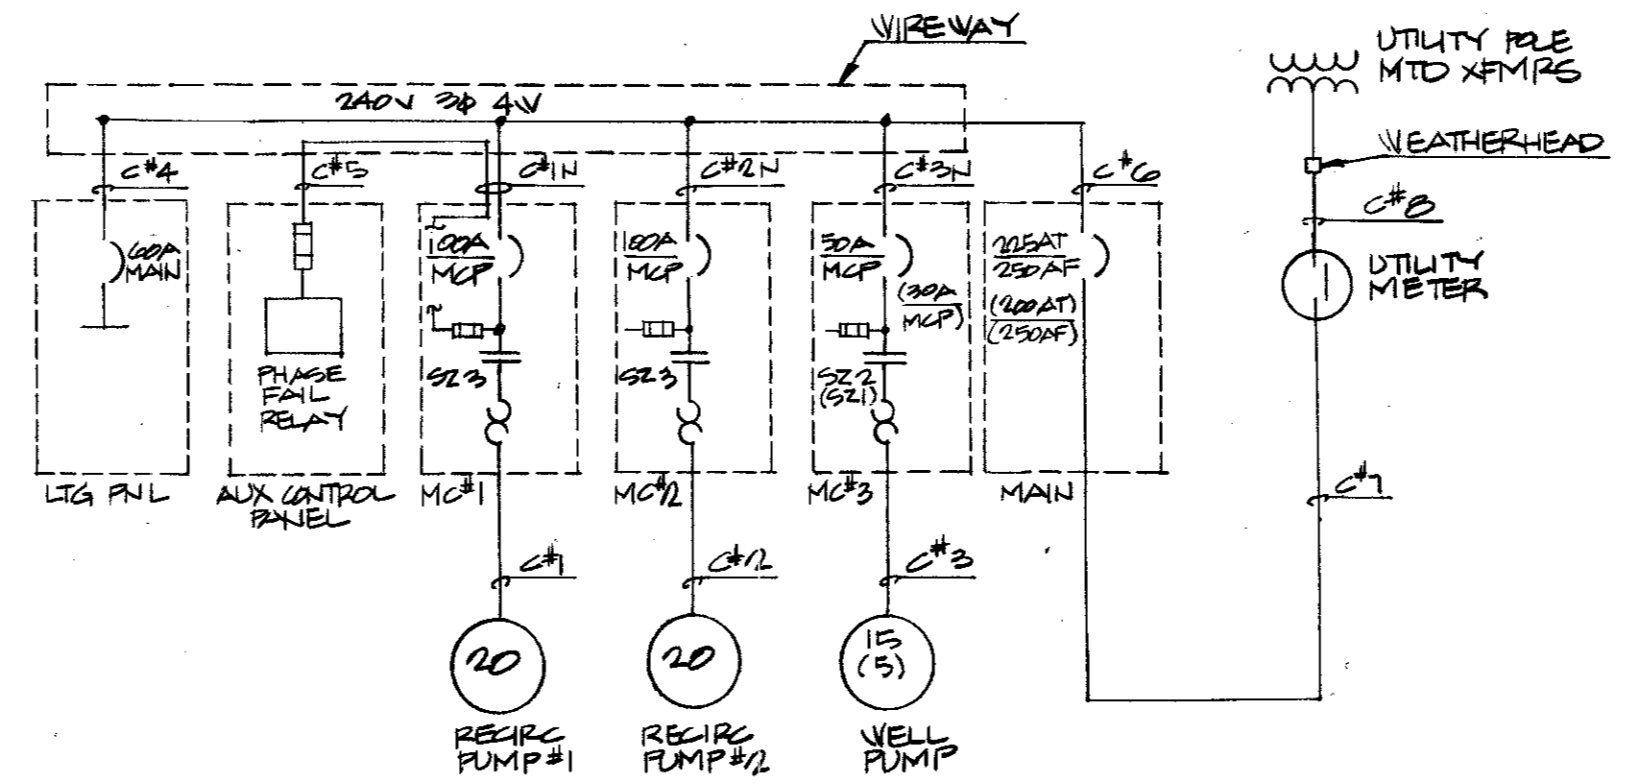 WIREWAY
UTILITY POLE
MTD XFMRS
240V 3Φ 4W
WEATHERHEAD
C#4
C#5
C#1N
C#2N
C#3N
C#6
C#8
60A
MAIN
100A
MCP
100A
MCP
50A
MCP
(30A
MCP)
225AT
250AF
(200AT)
(250AF)
UTILITY
METER
PHASE
FAIL
RELAY
SZ3
SZ3
SZ2
(SZ1)
LTG PNL
AUX CONTROL
PANEL
MC#1
MC#2
MC#3
MAIN
C#7
C#1
C#2
C#3
20
20
15
(5)
RECIRC
PUMP#1
RECIRC
PUMP#2
WELL
PUMP